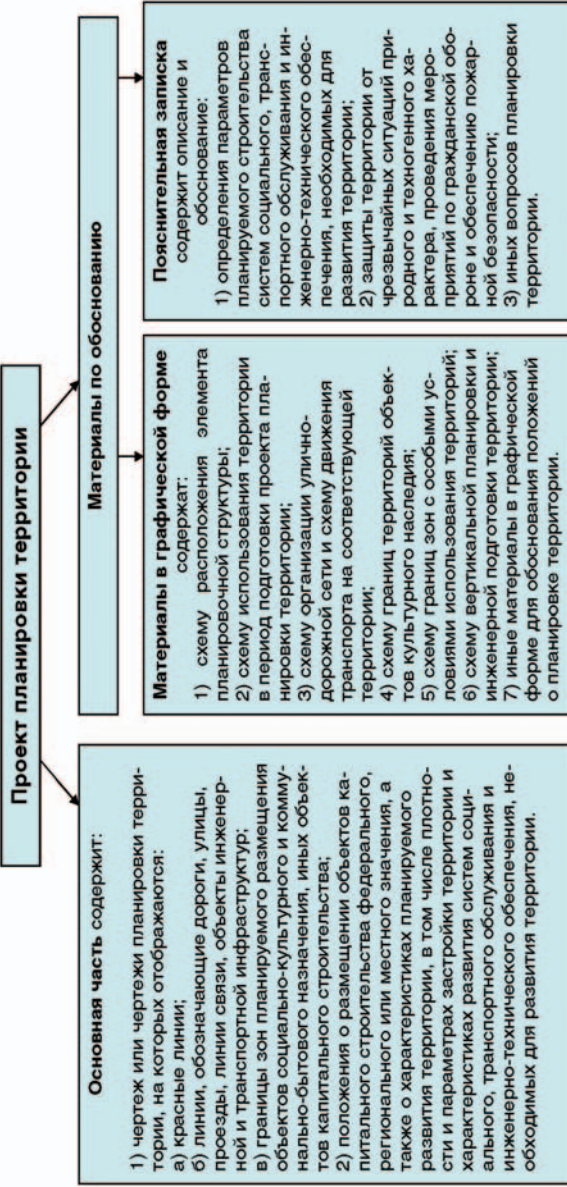 Проект планировки территории
Основная часть содержит:
1) чертеж или чертежи планировки терри-
тории, на которых отображаются:
а) красные линии;
б) линии, обозначающие дороги, улицы,
проезды, линии связи, объекты инженер-
ной и транспортной инфраструктур;
в) границы зон планируемого размещения
объектов социально-культурного и комму-
нально-бытового назначения, иных объек-
тов капитального строительства;
2) положения о размещении объектов ка-
питального строительства федерального,
регионального или местного значения, а
также о характеристиках планируемого
развития территории, в том числе плотно-
сти и параметрах застройки территории и
характеристиках развития систем соци-
ального, транспортного обслуживания и
инженерно-технического обеспечения, не-
обходимых для развития территории.
Материалы по обоснованию
Материалы в графической форме
содержат:
1) схему расположения элемента
планировочной структуры;
2) схему использования территории
в период подготовки проекта пла-
нировки территории;
3) схему организации улично-
дорожной сети и схему движения
транспорта на соответствующей
территории;
4) схему границ территорий объек-
тов культурного наследия;
5) схему границ зон с особыми ус-
ловиями использования территорий;
6) схему вертикальной планировки и
инженерной подготовки территории;
7) иные материалы в графической
форме для обоснования положений
о планировке территории.
Пояснительная записка
содержит описание и
обоснование:
1) определения параметров
планируемого строительства
систем социального, транс-
портного обслуживания и ин-
женерно-технического обес-
печения, необходимых для
развития территории;
2) защиты территории от
чрезвычайных ситуаций при-
родного и техногенного ха-
рактера, проведения меро-
приятий по гражданской обо-
роне и обеспечению пожар-
ной безопасности;
3) иных вопросов планировки
территории.